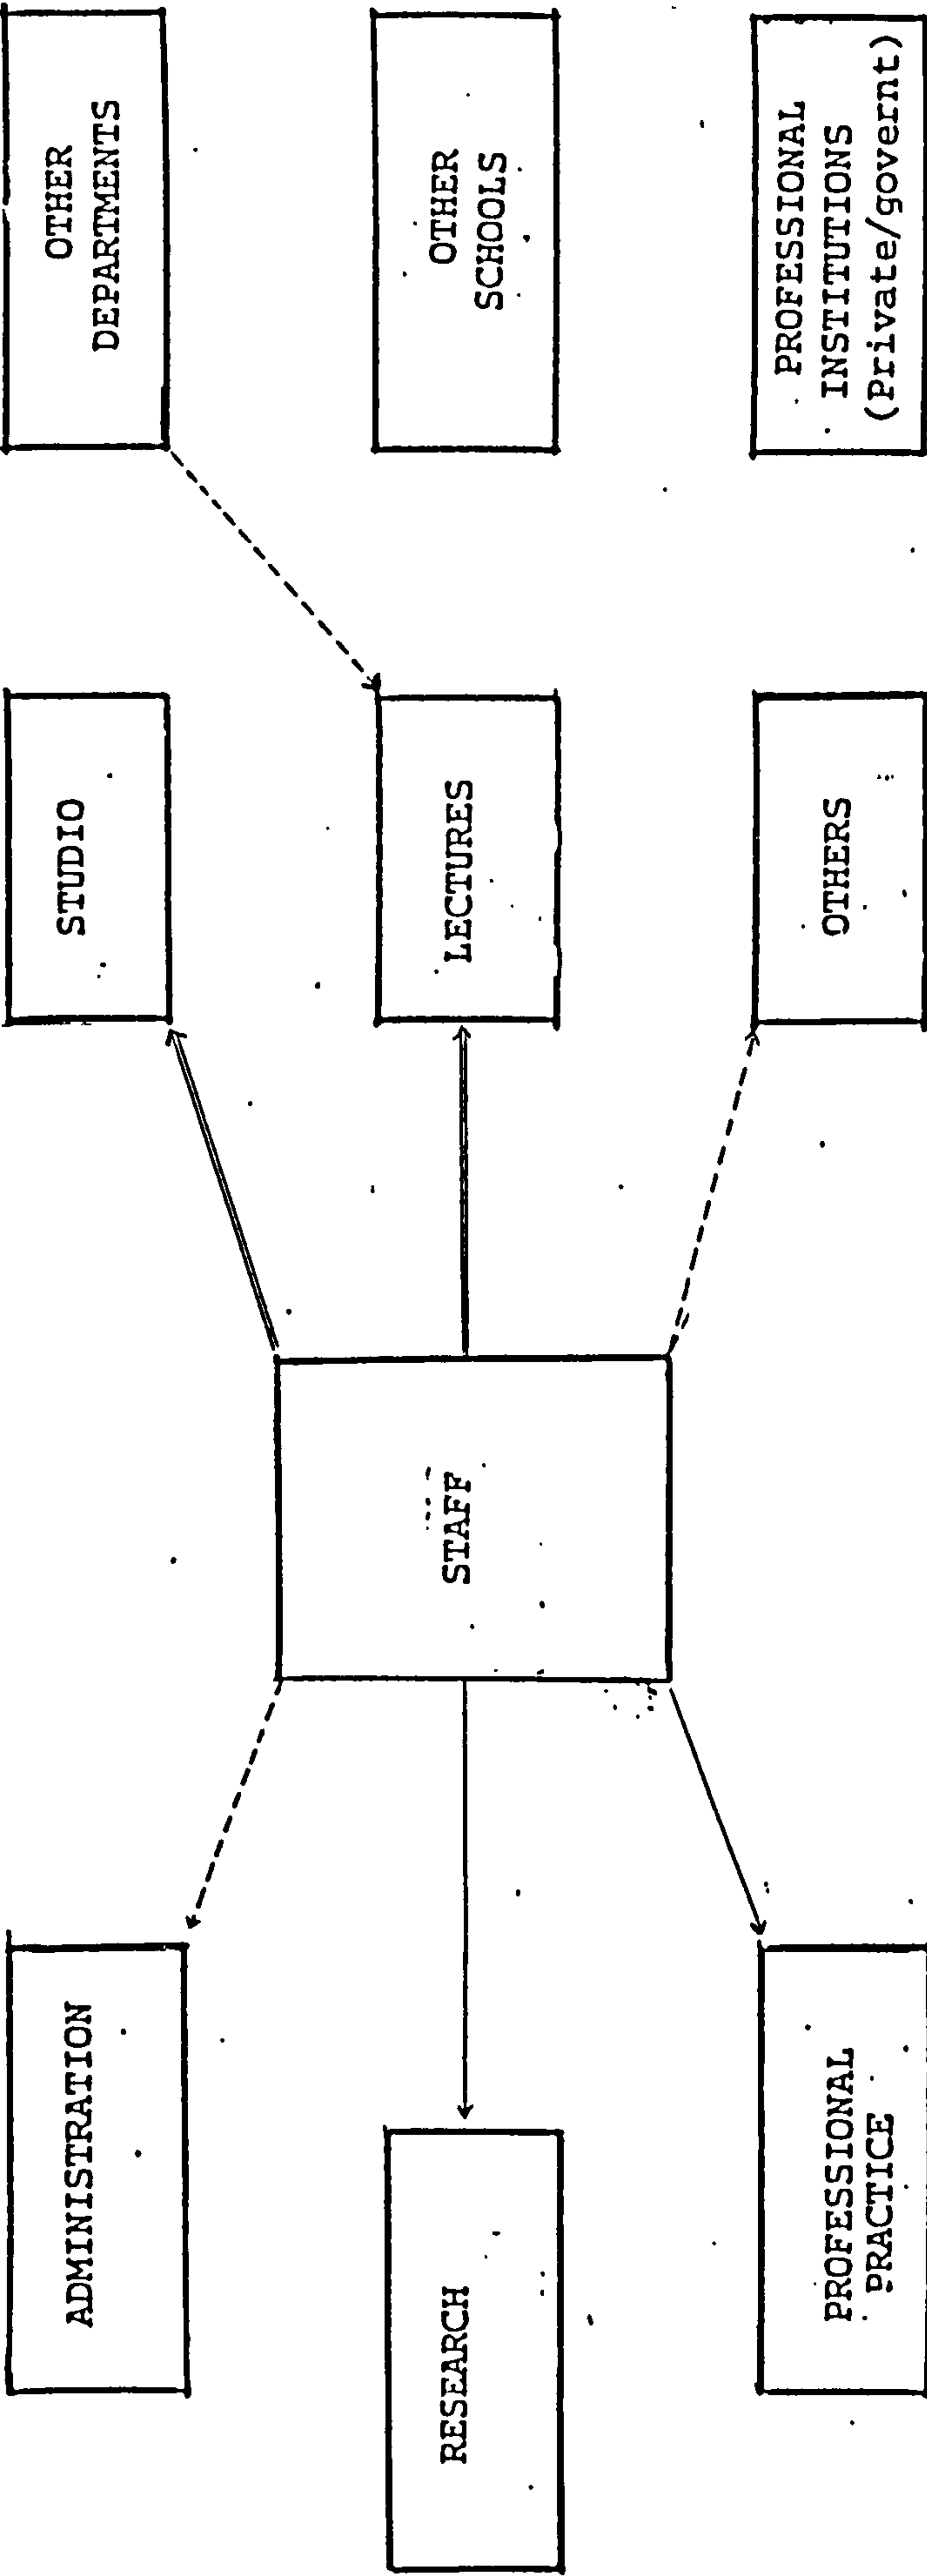 ADMINISTRATION
STUDIO
OTHER
DEPARTMENTS
RESEARCH
STAFF
LECTURES
OTHER
SCHOOLS
PROFESSIONAL
PRACTICE
OTHERS
PROFESSIONAL
INSTITUTIONS
(Private/governt)